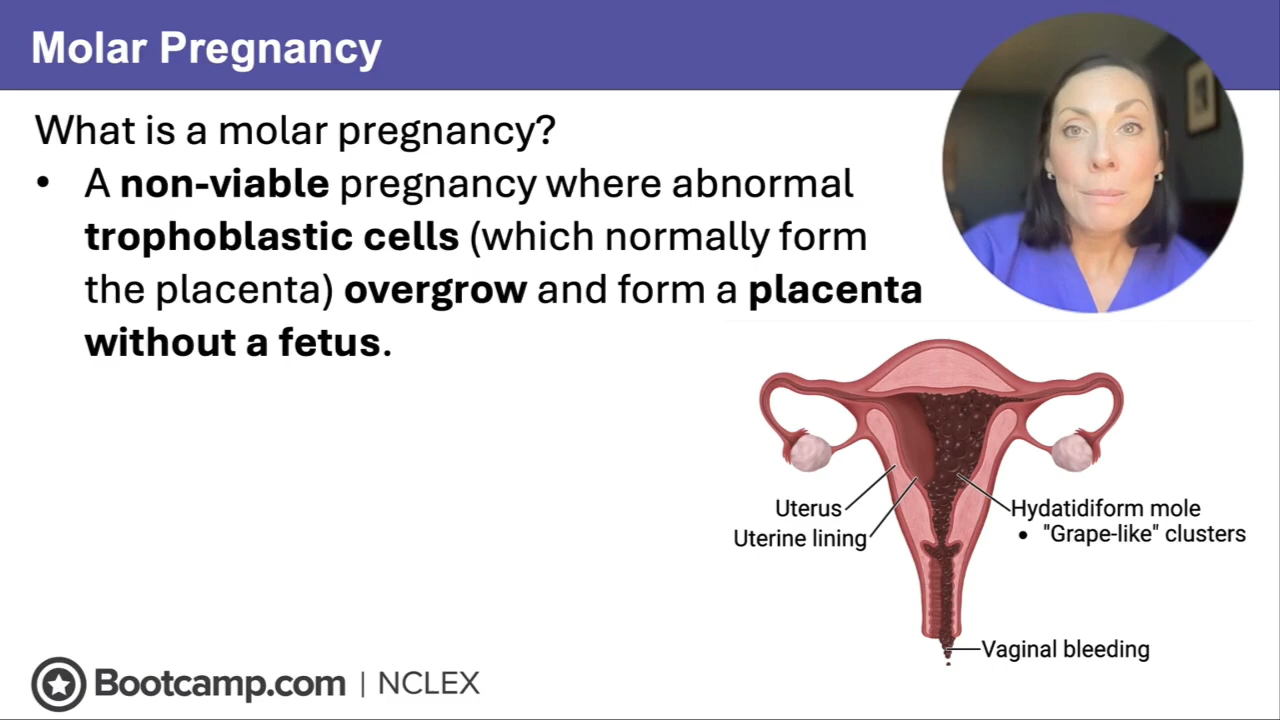 Molar Pregnancy
What is a molar pregnancy?
• A non-viable pregnancy where abnormal
trophoblastic cells (which normally form
the placenta) overgrow and form a placenta
without a fetus.
Uterus
Uterine lining
Hydatidiform mole
• "Grape-like" clusters
Vaginal bleeding
Bootcamp.com | NCLEX